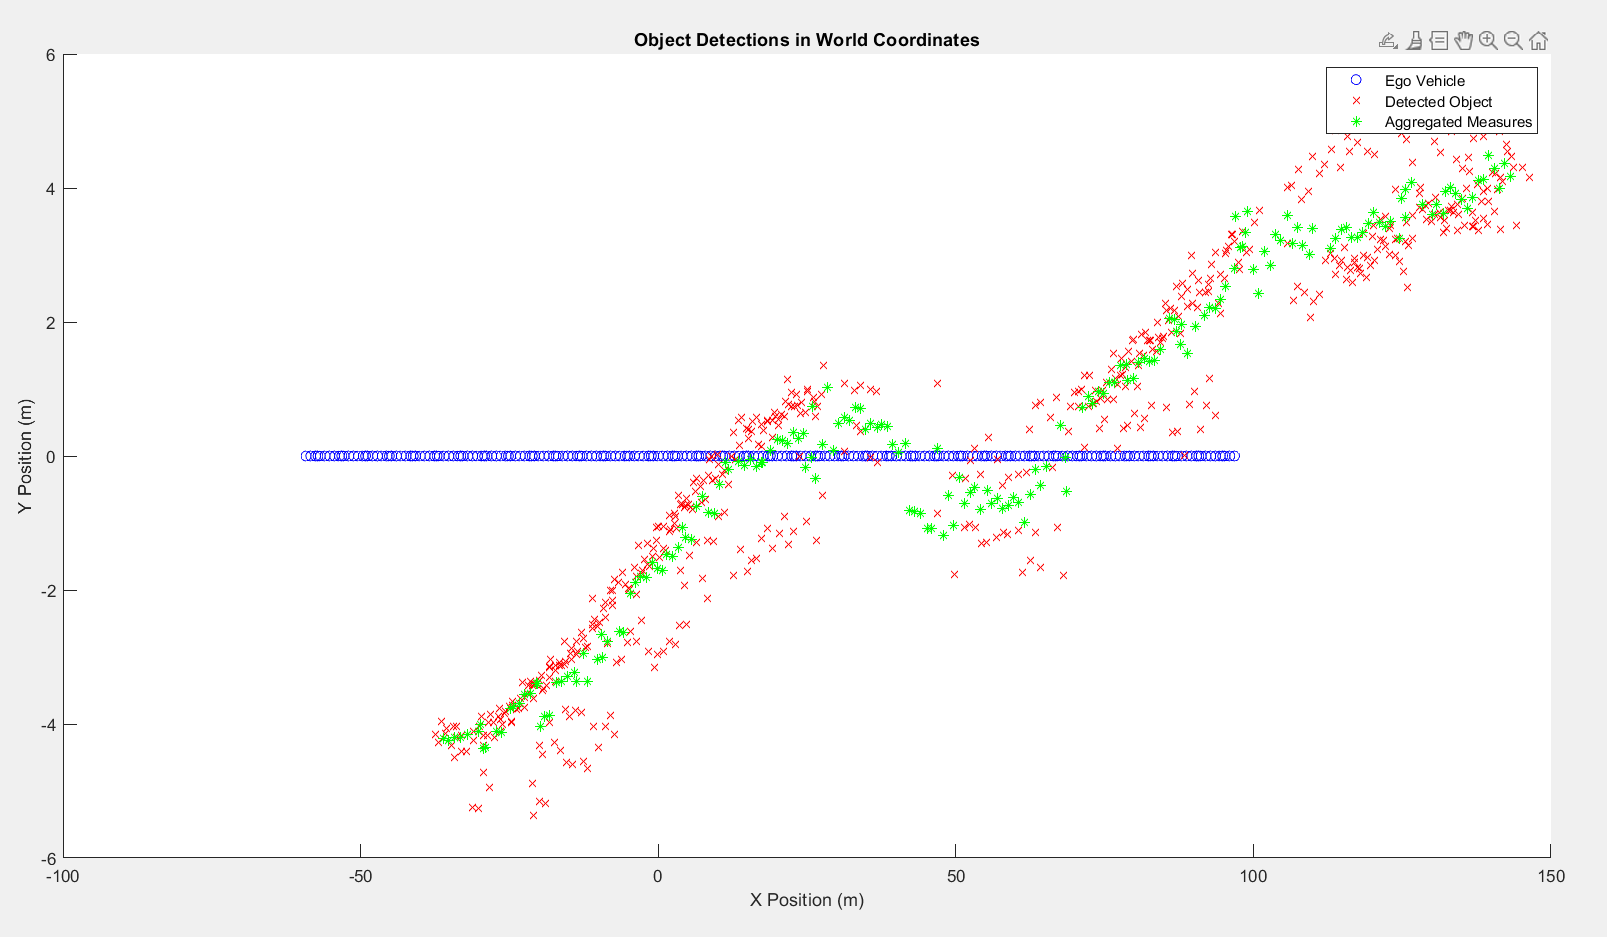 Object Detections in World Coordinates
Ego Vehicle
Detected Object
Aggregated Measures
6
4
2
0
-2
-4
-6
Y Position (m)
-100
-50
0
50
100
150
X Position (m)